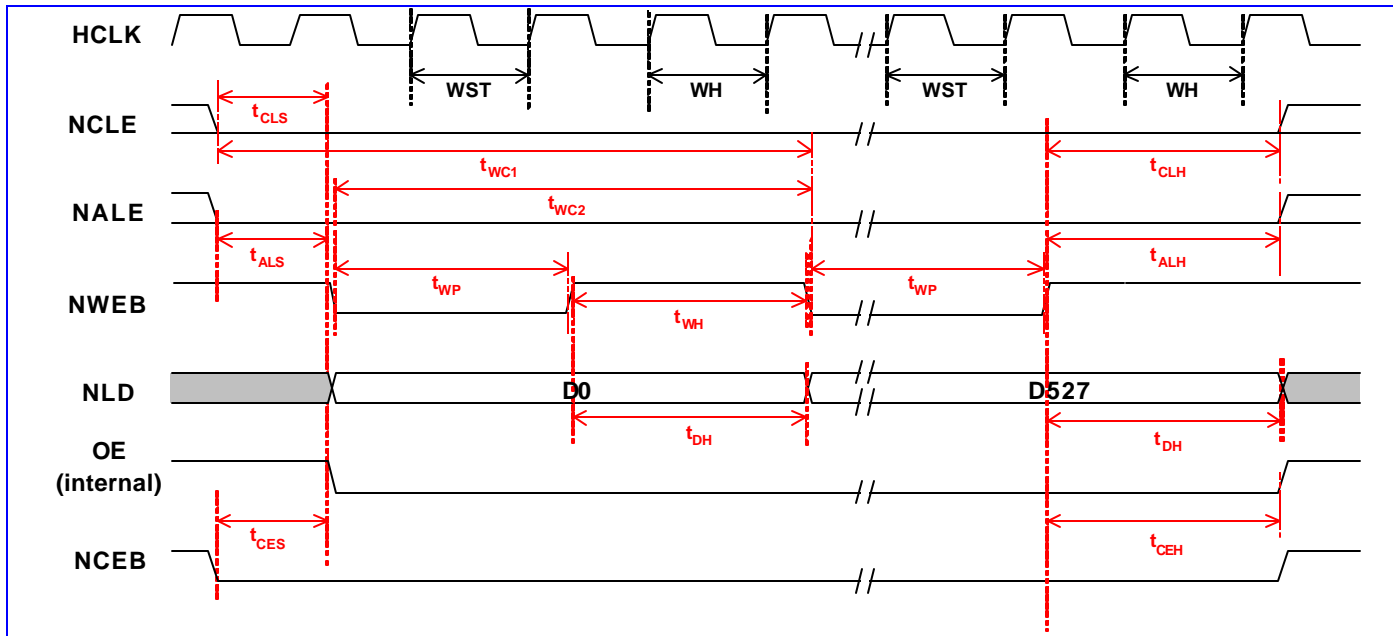 HCLK
WST WH WST WH
tCLS
NCLE
tWC1 tCLH
tWC2
NALE
tALS tALH
tWP tWP
NWEB
tWH
NLD D0 D527
tDH tDH
OE
(internal)
tCES tCEH
NCEB